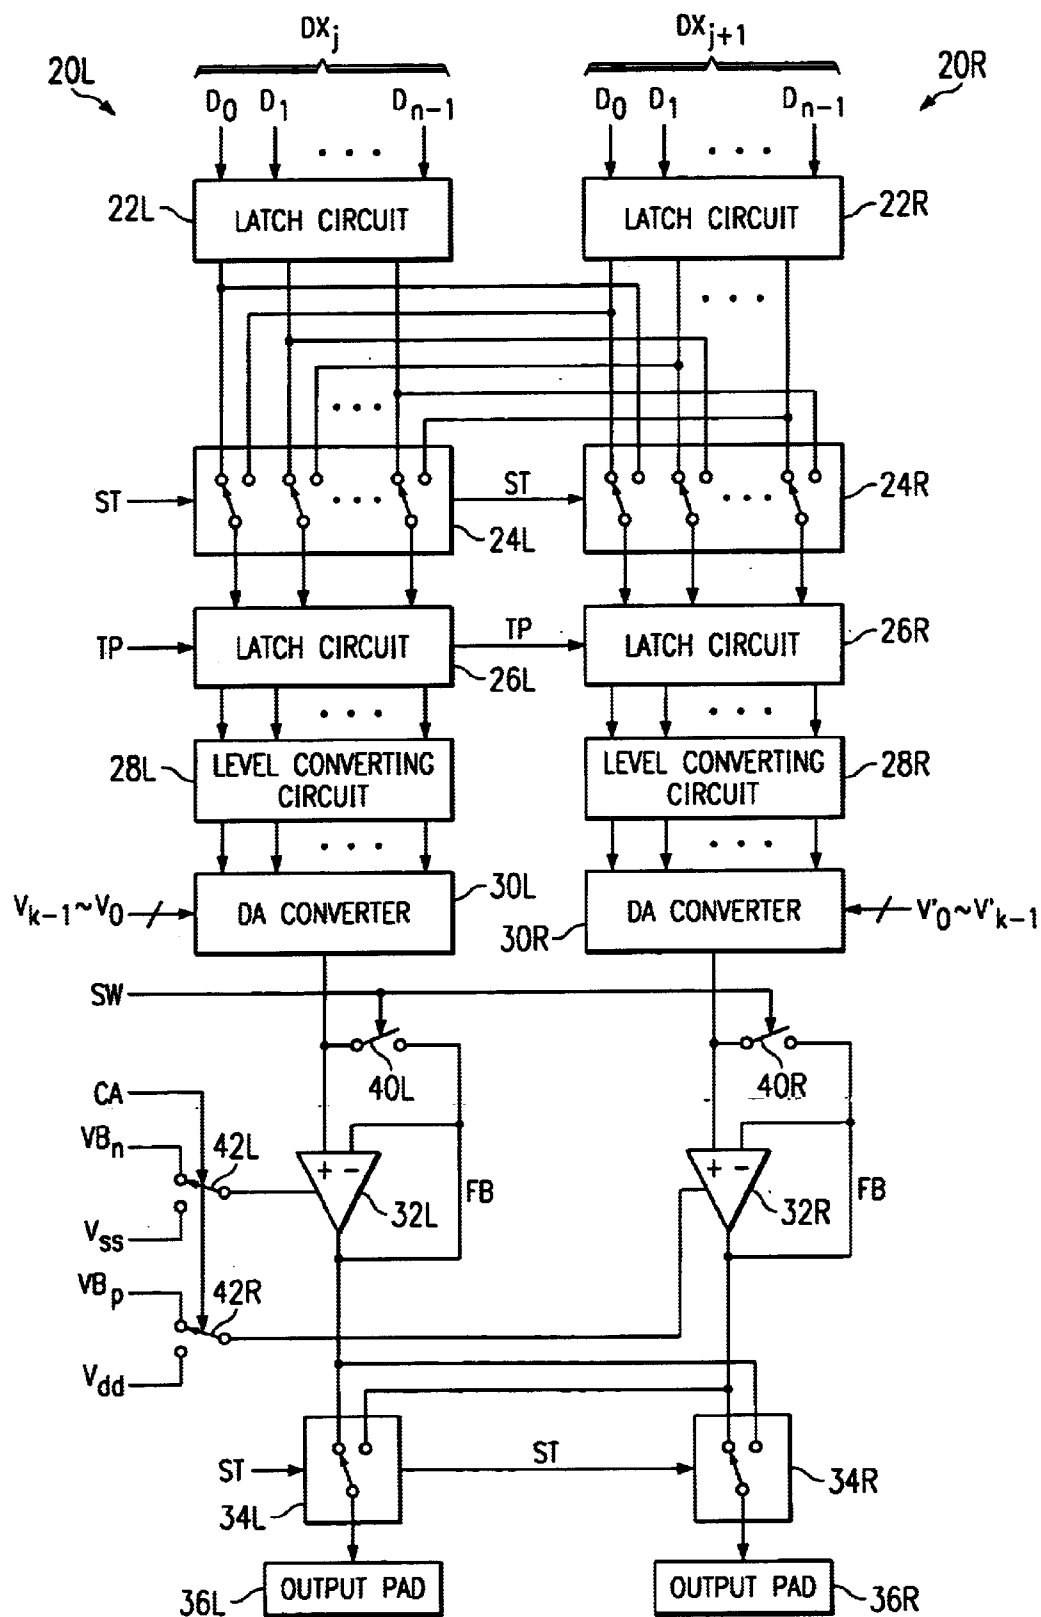 DXj DXj+1
20L 20R
D0 D1 Dn-1 D0 D1 Dn-1
22L LATCH CIRCUIT LATCH CIRCUIT 22R
ST ST 24R
24L
TP LATCH CIRCUIT TP LATCH CIRCUIT 26R
26L
28L LEVEL CONVERTING CIRCUIT LEVEL CONVERTING CIRCUIT 28R
30L
Vk-1~V0 DA CONVERTER DA CONVERTER V'0~V'k-1
30R
SW
40L 40R
CA
VBn 42L + - + -
32L FB 32R FB
Vss
VBp 42R
Vdd
ST ST 34R
34L
36L OUTPUT PAD OUTPUT PAD 36R